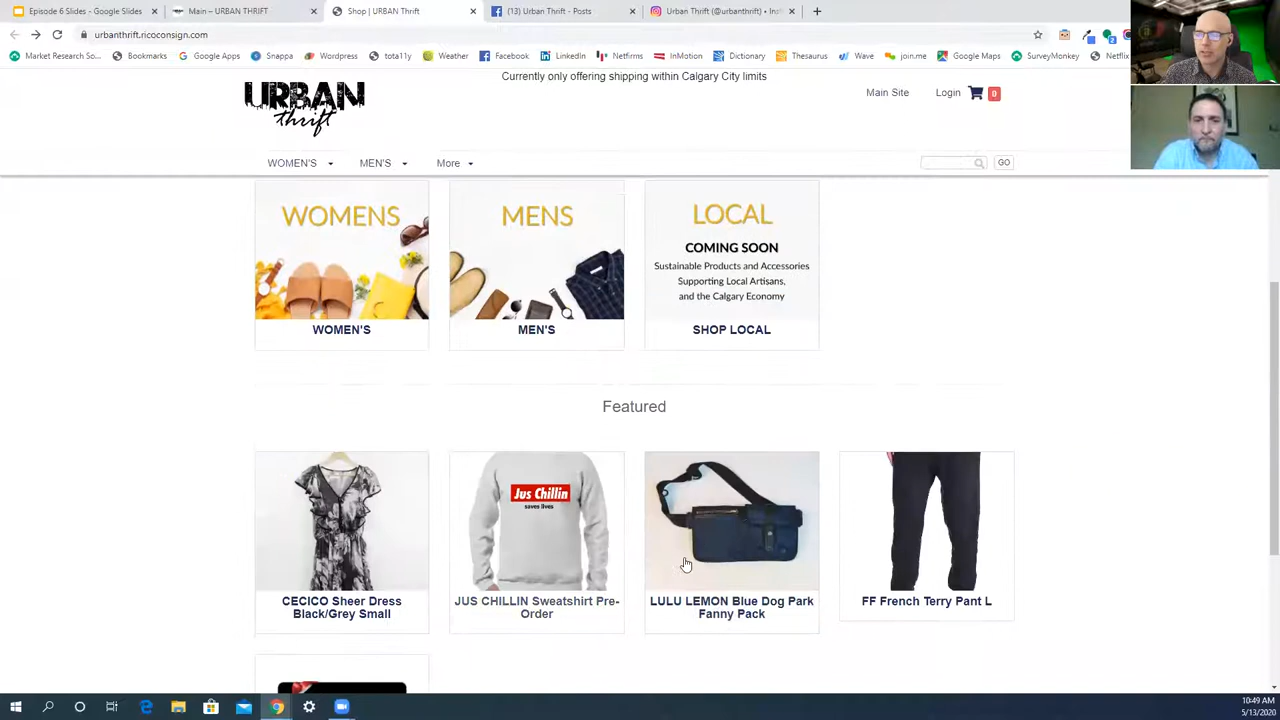 Episode 6 Slides - Google Slides
Main – URBAN THRIFT
Shop | URBAN Thrift
(13) Urban Thrift - Posts
Urban Thrift (@urbanthrift) • Inst
urbanthrift.ricoconsign.com
Market Research So...
Bookmarks
Google Apps
Snappa
Wordpress
tota11y
Weather
Facebook
LinkedIn
Netfirms
InMotion
Dictionary
Thesaurus
Wave
join.me
Google Maps
SurveyMonkey
Netflix
Currently only offering shipping within Calgary City limits
URBAN
thrift
Main Site
Login
0
WOMEN'S
MEN'S
More
GO
WOMENS
WOMEN'S
MENS
MEN'S
LOCAL
COMING SOON
Sustainable Products and Accessories
Supporting Local Artisans,
and the Calgary Economy
SHOP LOCAL
Featured
CECICO Sheer Dress
Black/Grey Small
Jus Chillin
saves lives
JUS CHILLIN Sweatshirt Pre-
Order
LULU LEMON Blue Dog Park
Fanny Pack
FF French Terry Pant L
10:49 AM
5/13/2020